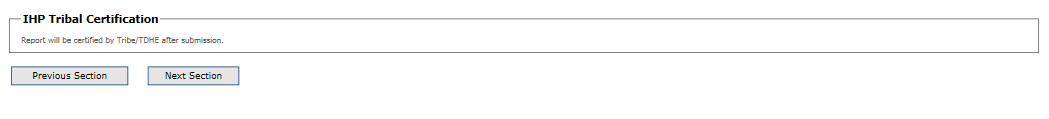 IHP Tribal Certification
Report will be certified by Tribe/TDHE after submission.
Previous Section
Next Section